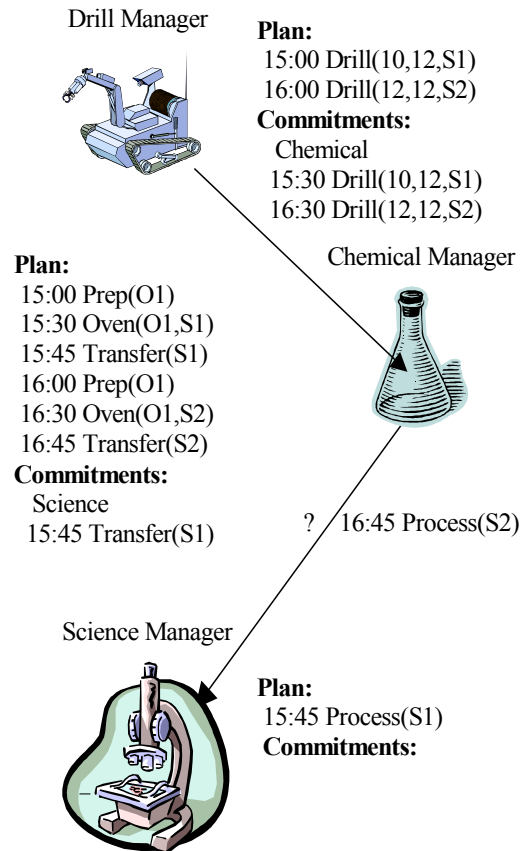 Drill Manager
Plan:
15:00 Drill(10,12,S1)
16:00 Drill(12,12,S2)
Commitments:
Chemical
15:30 Drill(10,12,S1)
16:30 Drill(12,12,S2)
Chemical Manager
Plan:
15:00 Prep(O1)
15:30 Oven(O1,S1)
15:45 Transfer(S1)
16:00 Prep(O1)
16:30 Oven(O1,S2)
16:45 Transfer(S2)
Commitments:
Science
15:45 Transfer(S1)
? 16:45 Process(S2)
Science Manager
Plan:
15:45 Process(S1)
Commitments: